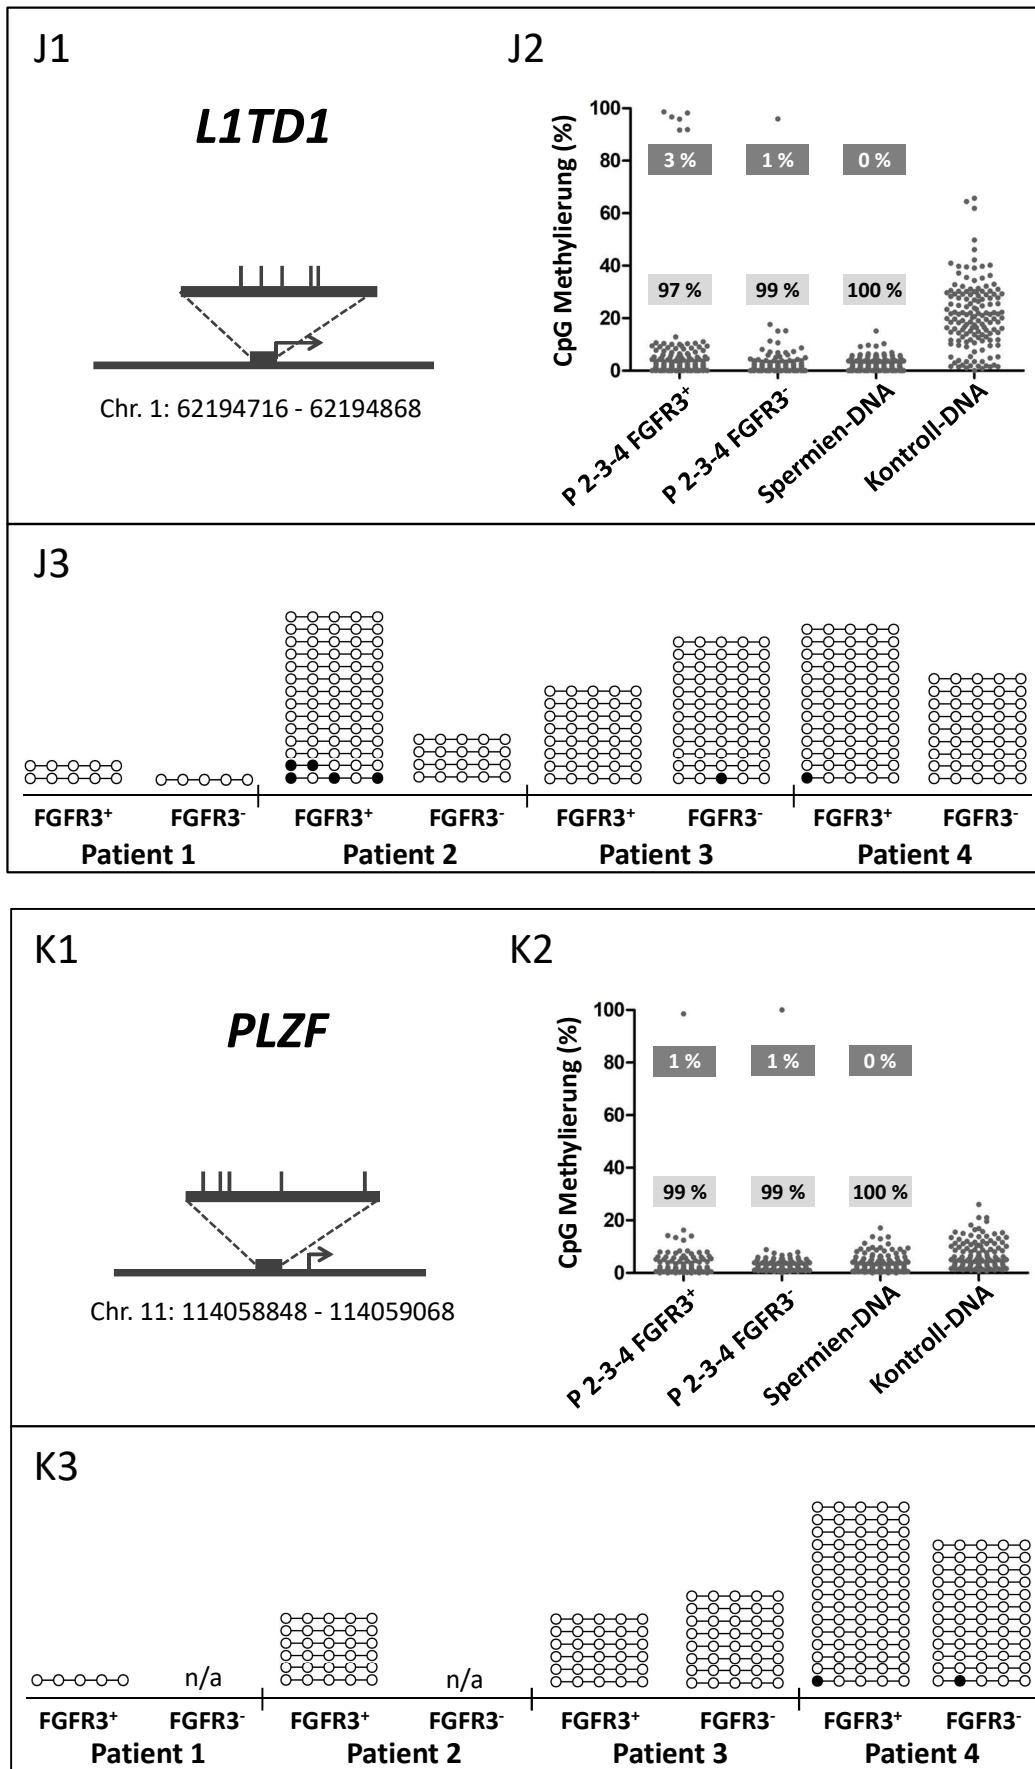 J1
L1TD1
Chr. 1: 62194716 - 62194868
J2
CpG Methylierung (%)
100
80
60
40
20
0
3 %
1 %
0 %
97 %
99 %
100 %
P 2-3-4 FGFR3⁺
P 2-3-4 FGFR3⁻
Spermien-DNA
Kontroll-DNA
J3
FGFR3⁺ FGFR3⁻ FGFR3⁺ FGFR3⁻ FGFR3⁺ FGFR3⁻ FGFR3⁺ FGFR3⁻
Patient 1 Patient 2 Patient 3 Patient 4
K1
PLZF
Chr. 11: 114058848 - 114059068
K2
CpG Methylierung (%)
100
80
60
40
20
0
1 %
1 %
0 %
99 %
99 %
100 %
P 2-3-4 FGFR3⁺
P 2-3-4 FGFR3⁻
Spermien-DNA
Kontroll-DNA
K3
n/a n/a
FGFR3⁺ FGFR3⁻ FGFR3⁺ FGFR3⁻ FGFR3⁺ FGFR3⁻ FGFR3⁺ FGFR3⁻
Patient 1 Patient 2 Patient 3 Patient 4